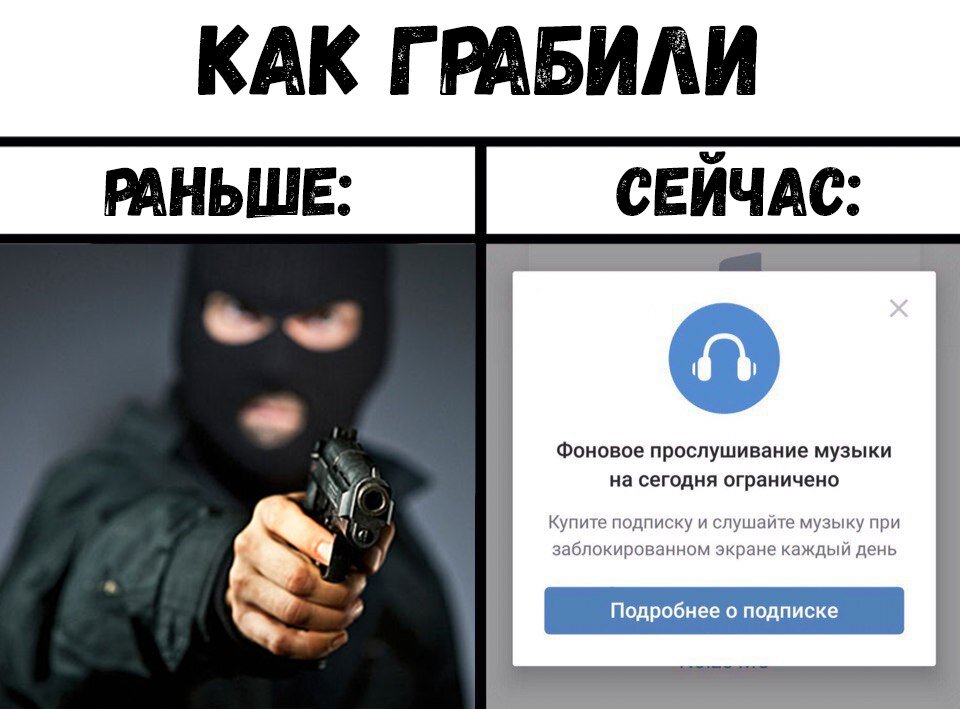 КАК ГРАБИЛИ
РАНЬШЕ:
СЕЙЧАС:
Фоновое прослушивание музыки
на сегодня ограничено
Купите подписку и слушайте музыку при
заблокированном экране каждый день
Подробнее о подписке